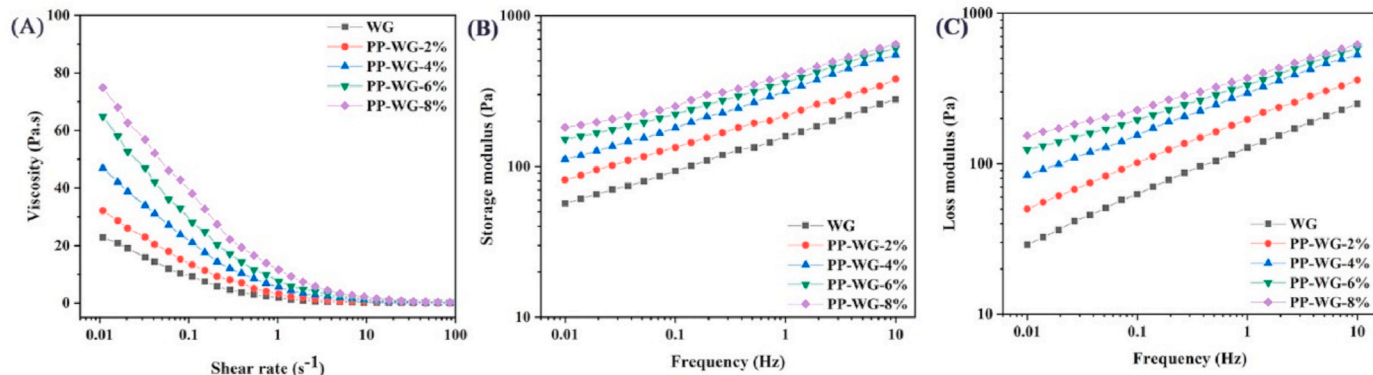 (A)
100
80
60
40
20
0
Viscosity (Pa.s)
WG
PP-WG-2%
PP-WG-4%
PP-WG-6%
PP-WG-8%
0.01 0.1 1 10 100
Shear rate (s-1)
(B)
1000
100
10
Storage modulus (Pa)
WG
PP-WG-2%
PP-WG-4%
PP-WG-6%
PP-WG-8%
0.01 0.1 1 10
Frequency (Hz)
(C)
1000
100
10
Loss modulus (Pa)
WG
PP-WG-2%
PP-WG-4%
PP-WG-6%
PP-WG-8%
0.01 0.1 1 10
Frequency (Hz)